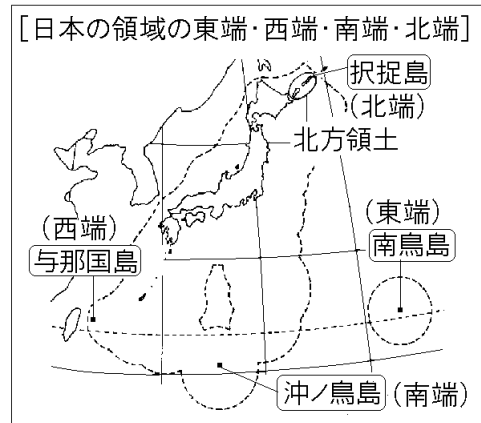 [日本の領域の東端・西端・南端・北端]
択捉島
(北端)
北方領土
(東端)
南鳥島
(西端)
与那国島
沖ノ鳥島(南端)